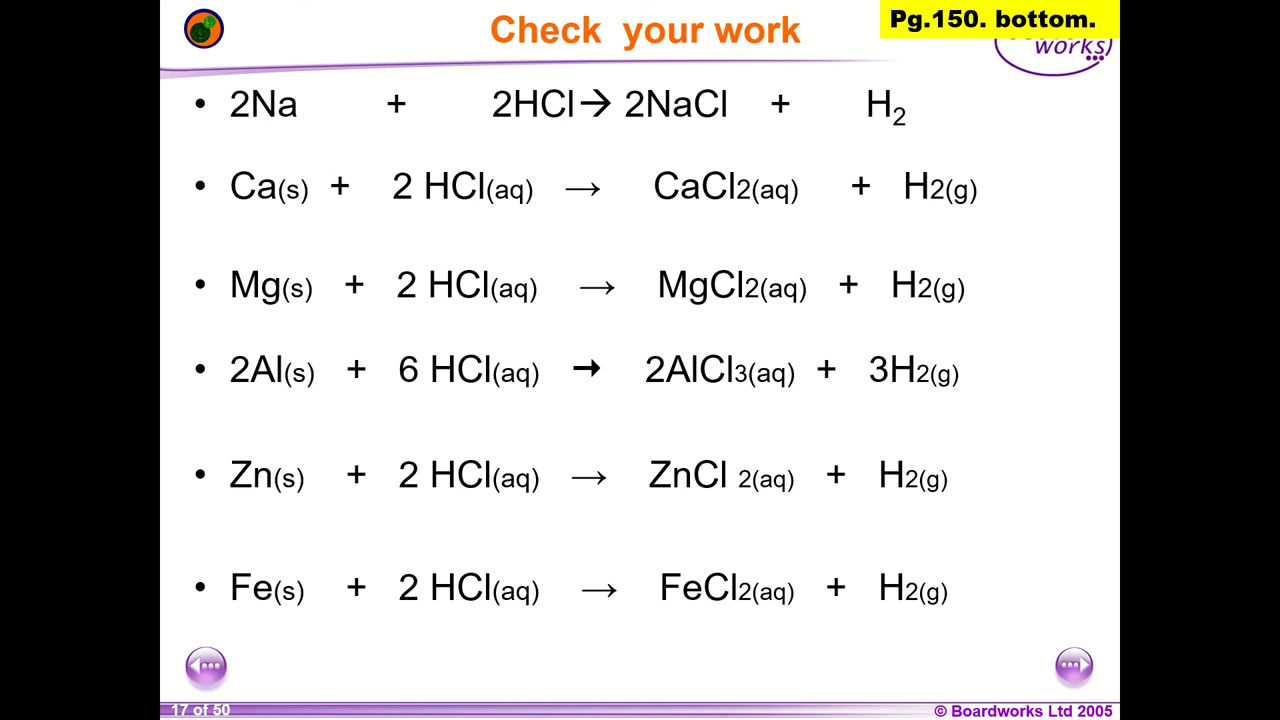 Check your work
Pg.150. bottom.
works
• 2Na + 2HCl→ 2NaCl + H₂
• Ca(s) + 2 HCl(aq) → CaCl2(aq) + H2(g)
• Mg(s) + 2 HCl(aq) → MgCl2(aq) + H2(g)
• 2Al(s) + 6 HCl(aq) → 2AlCl3(aq) + 3H2(g)
• Zn(s) + 2 HCl(aq) → ZnCl 2(aq) + H2(g)
• Fe(s) + 2 HCl(aq) → FeCl2(aq) + H2(g)
17 of 50
© Boardworks Ltd 2005